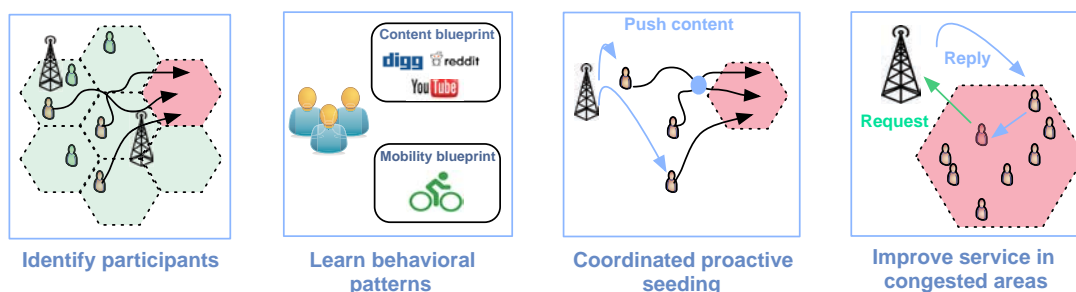 Content blueprint
digg reddit
YouTube
Mobility blueprint
Push content
Reply
Request
Identify participants
Learn behavioral
patterns
Coordinated proactive
seeding
Improve service in
congested areas